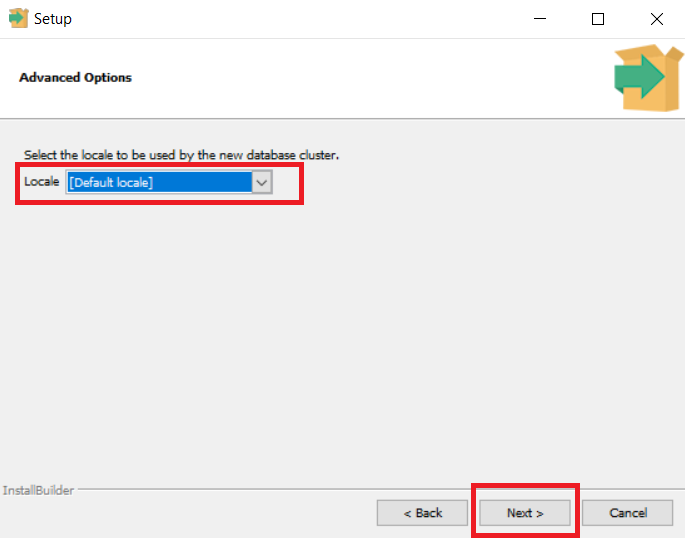 Setup
Advanced Options
Select the locale to be used by the new database cluster.
Locale [Default locale]
InstallBuilder
< Back Next > Cancel